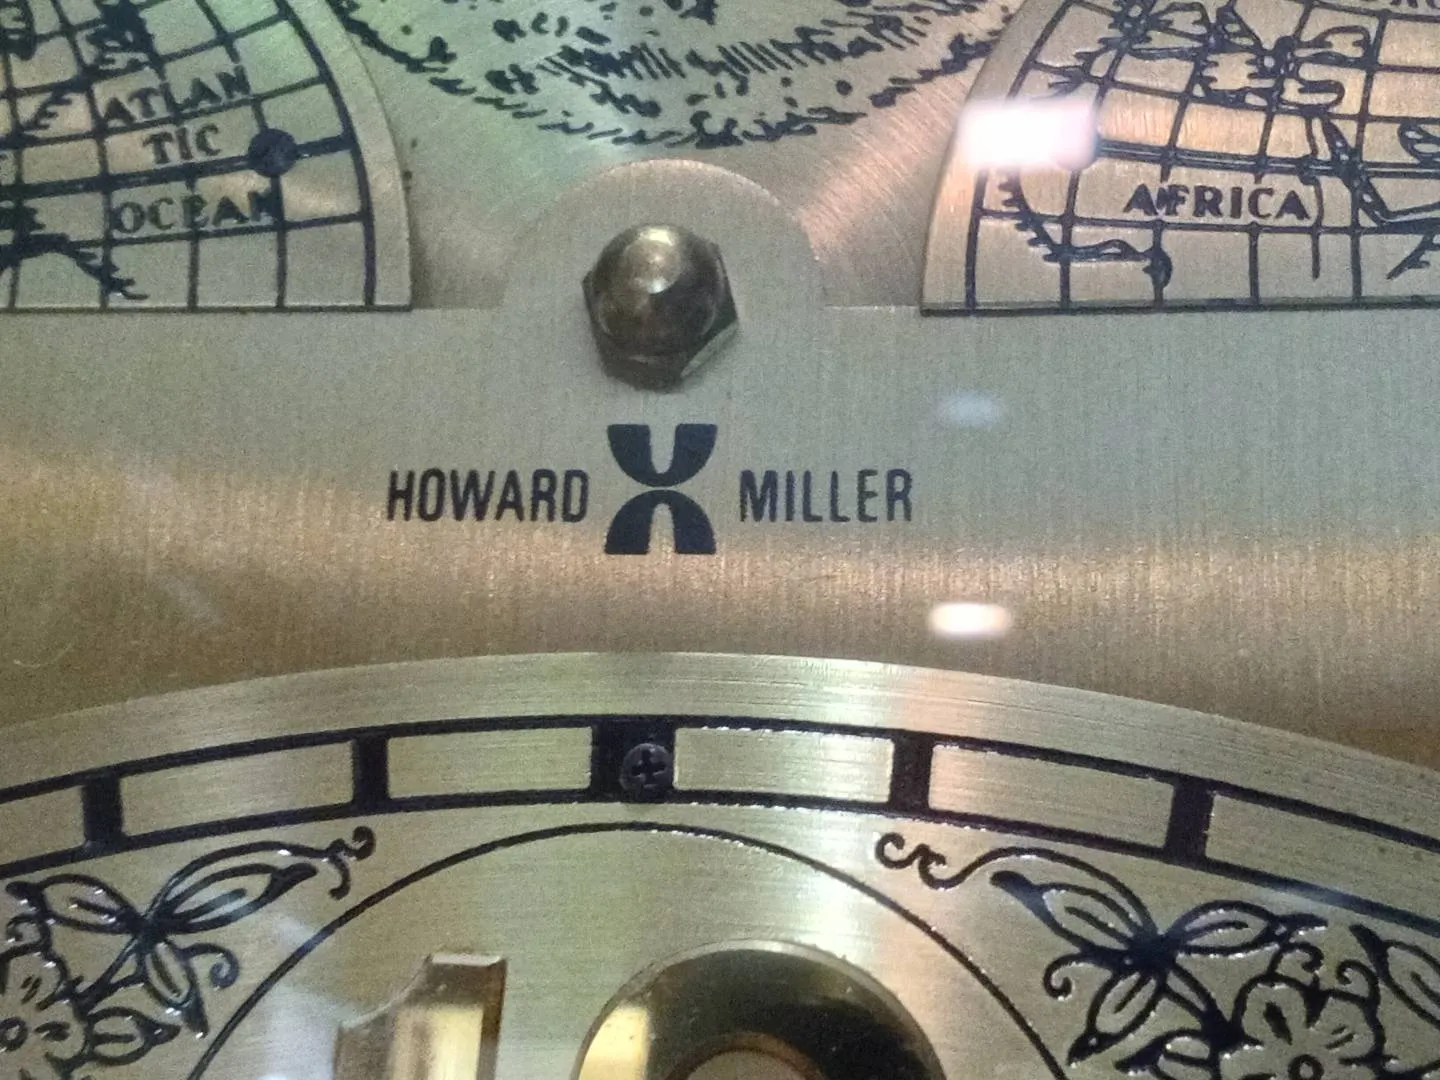 ATLAN
TIC
OCEAN
AFRICA
HOWARD MILLER